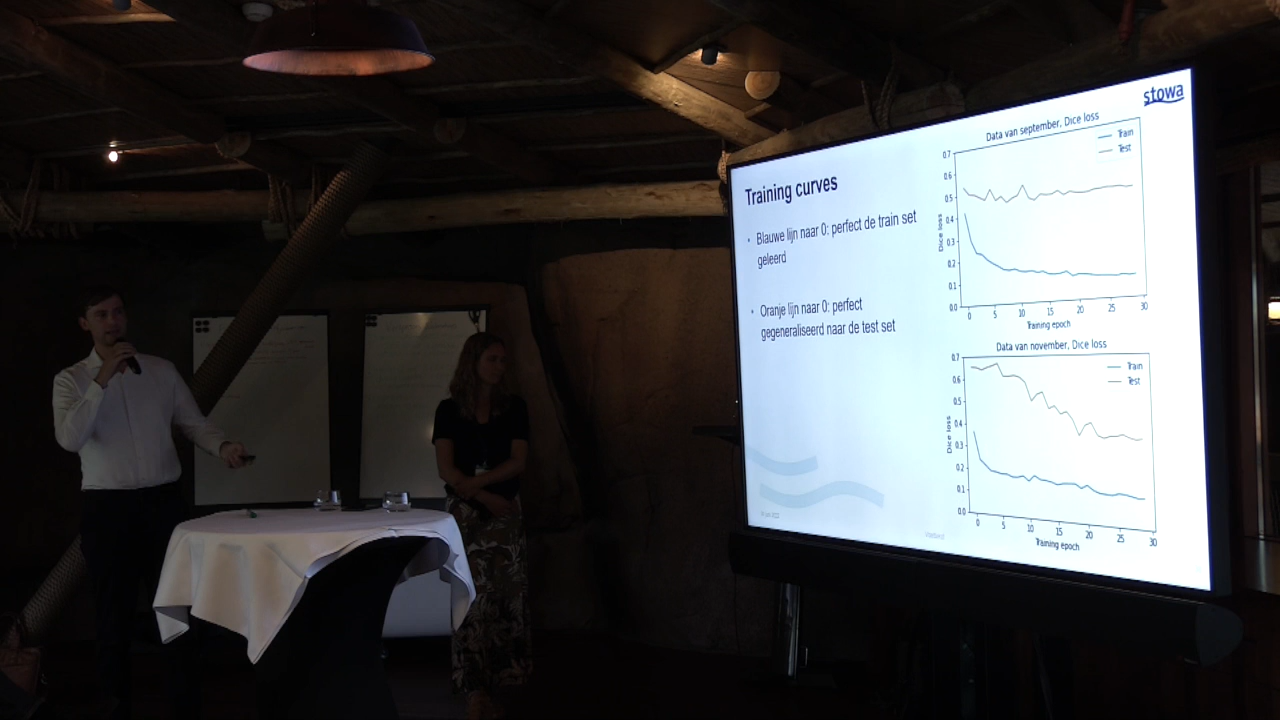 stowa
Training curves
• Blauwe lijn naar 0: perfect de train set
geleerd
• Oranje lijn naar 0: perfect
gegeneraliseerd naar de test set
Data van september, Dice loss
Train
Test
0.7
0.6
0.5
0.4
0.3
0.2
0.1
0.0
Dice loss
0 5 10 15 20 25 30
Training epoch
Data van november, Dice loss
Train
Test
0.7
0.6
0.5
0.4
0.3
0.2
0.1
0.0
Dice loss
0 5 10 15 20 25 30
Training epoch